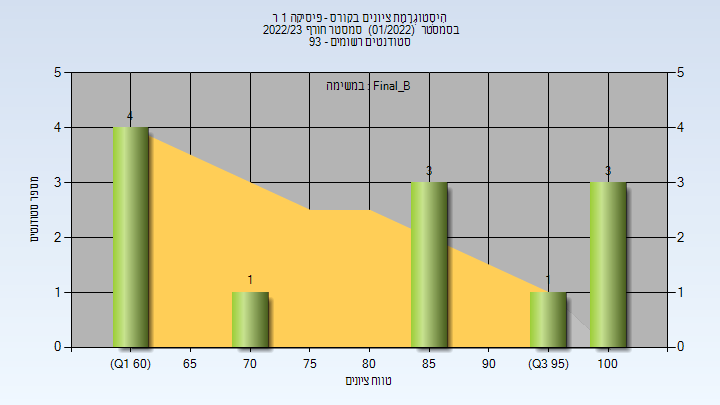 היסטוגרמת ציונים בקורס - פיסיקה 1 ר
בסמסטר (01/2022) סמסטר חורף 2022/23
סטודנטים רשומים - 93
במשימה : Final_B
5
4
3
2
1
0
5
4
3
2
1
0
4
1
3
1
3
מספר סטודנטים
(Q1 60) 65 70 75 80 85 90 (Q3 95) 100
טווח ציונים